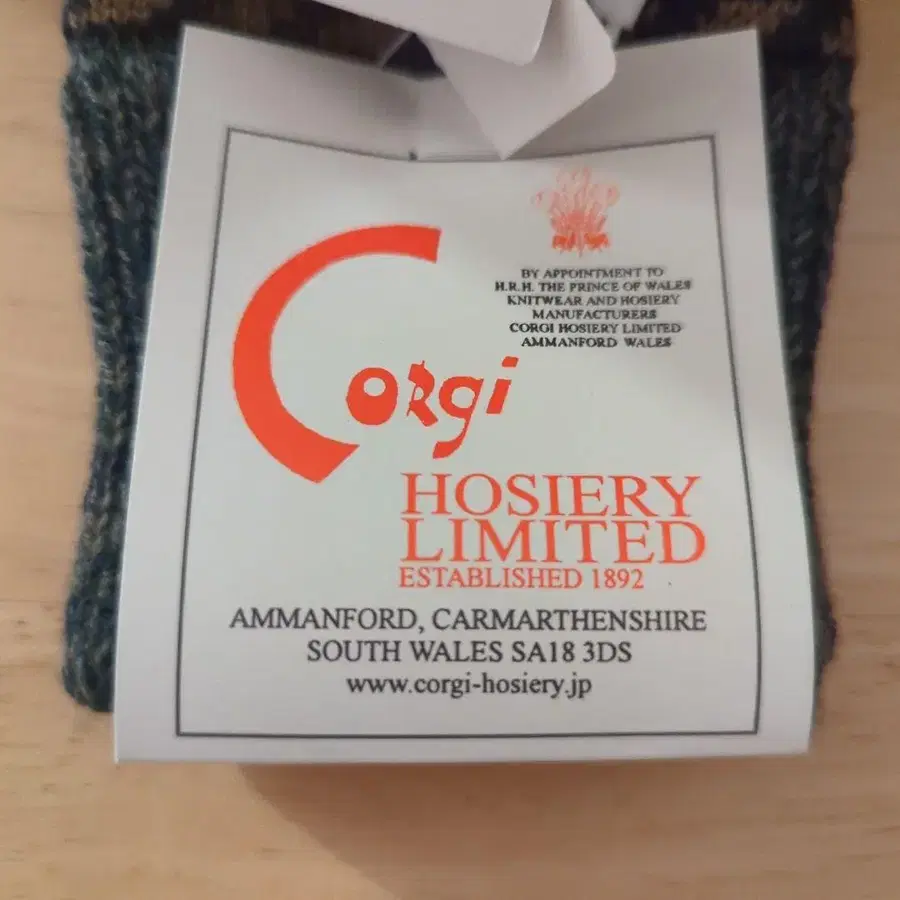 BY APPOINTMENT TO
H.R.H. THE PRINCE OF WALES
KNITWEAR AND HOSIERY
MANUFACTURERS
CORGI HOSIERY LIMITED
AMMANFORD WALES
Corgi
HOSIERY
LIMITED
ESTABLISHED 1892
AMMANFORD, CARMARTHENSHIRE
SOUTH WALES SA18 3DS
www.corgi-hosiery.jp